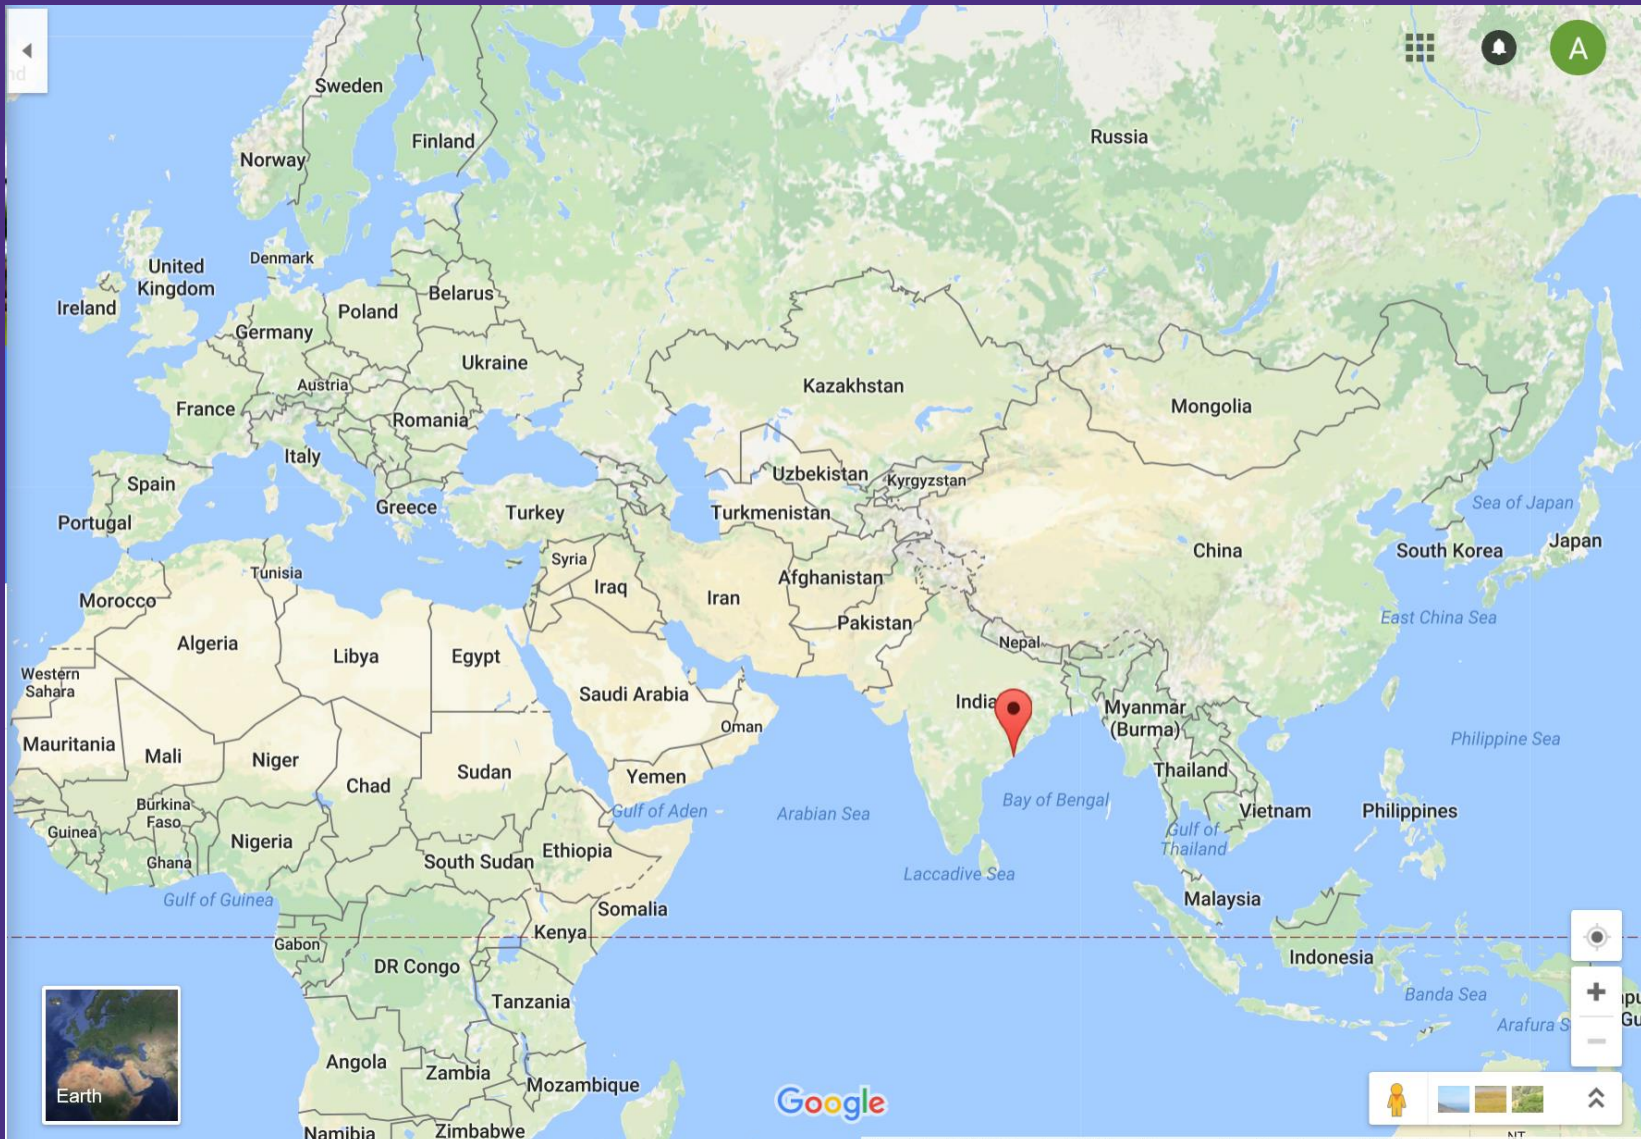 A
Sweden
Russia
Finland
Norway
Denmark
United
Kingdom
Ireland
Belarus
Poland
Germany
Ukraine
Austria
Kazakhstan
France
Mongolia
Romania
Italy
Uzbekistan
Kyrgyzstan
Spain
Sea of Japan
Greece
Turkey
Turkmenistan
Portugal
Japan
China
South Korea
Syria
Tunisia
Afghanistan
Iraq
Iran
Morocco
East China Sea
Pakistan
Algeria
Nepal
Libya
Egypt
Western
Sahara
Saudi Arabia
India
Myanmar
(Burma)
Oman
Philippine Sea
Mauritania
Mali
Niger
Sudan
Thailand
Yemen
Chad
Burkina
Faso
Bay of Bengal
Gulf of Aden
Arabian Sea
Vietnam
Philippines
Guinea
Gulf of
Thailand
Nigeria
Ethiopia
Ghana
South Sudan
Laccadive Sea
Gulf of Guinea
Malaysia
Somalia
Kenya
Gabon
Indonesia
DR Congo
Banda Sea
Tanzania
Arafura S
Angola
Zambia
Mozambique
Earth
Google
Namibia
Zimbabwe
NT